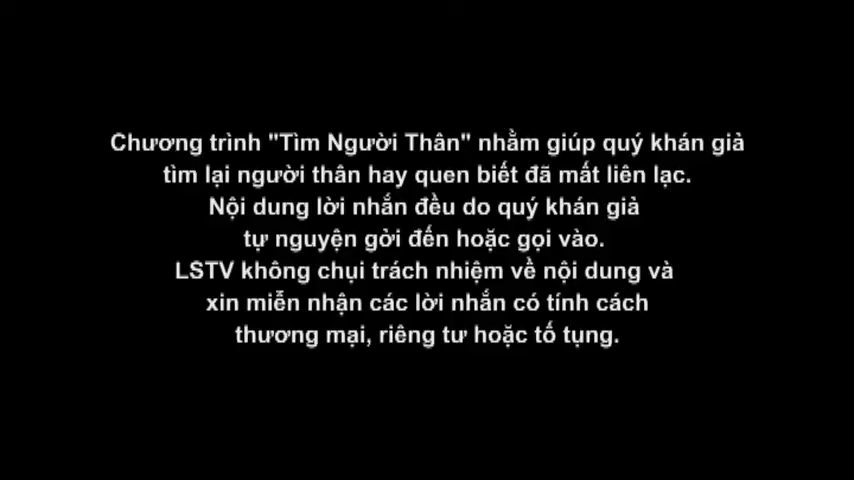 Chương trình "Tìm Người Thân" nhằm giúp quý khán giả
tìm lại người thân hay quen biết đã mất liên lạc.
Nội dung lời nhắn đều do quý khán giả
tự nguyện gởi đến hoặc gọi vào.
LSTV không chụi trách nhiệm về nội dung và
xin miễn nhận các lời nhắn có tính cách
thương mại, riêng tư hoặc tố tụng.